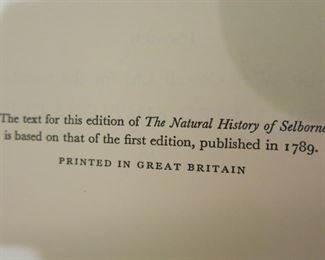 The text for this edition of The Natural History of Selborne
is based on that of the first edition, published in 1789.
PRINTED IN GREAT BRITAIN